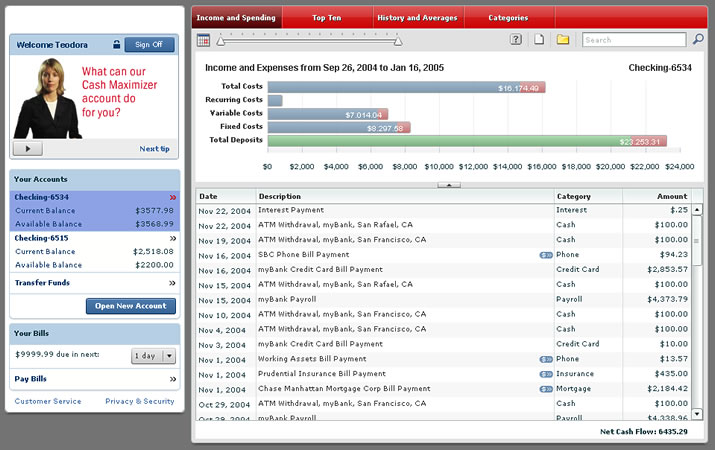 Income and Spending
Top Ten
History and Averages
Categories
Welcome Teodora
Sign Off
What can our
Cash Maximizer
account do
for you?
Next tip
Your Accounts
Checking-6534 »
Current Balance $3577.98
Available Balance $3568.99
Checking-6515 »
Current Balance $2,518.08
Available Balance $2200.00
Transfer Funds »
Open New Account
Your Bills
$9999.99 due in next: 1 day
Pay Bills »
Customer Service Privacy & Security
? Search
Income and Expenses from Sep 26, 2004 to Jan 16, 2005 Checking-6534
Total Costs $16,174.49
Recurring Costs
Variable Costs $7,014.04
Fixed Costs $8,297.58
Total Deposits $23,253.31
$0 $2,000 $4,000 $6,000 $8,000 $10,000 $12,000 $14,000 $16,000 $18,000 $20,000 $22,000 $24,000
Date Description Category Amount
Nov 22, 2004 Interest Payment Interest $.25
Nov 22, 2004 ATM Withdrawal, myBank, San Rafael, CA Cash $100.00
Nov 19, 2004 ATM Withdrawal, myBank, San Francisco, CA Cash $100.00
Nov 16, 2004 SBC Phone Bill Payment $» Phone $94.23
Nov 16, 2004 myBank Credit Card Bill Payment Credit Card $2,853.57
Nov 15, 2004 ATM Withdrawal, myBank, San Rafael, CA Cash $100.00
Nov 15, 2004 myBank Payroll Payroll $4,373.79
Nov 10, 2004 ATM Withdrawal, myBank, San Francisco, CA Cash $100.00
Nov 4, 2004 ATM Withdrawal, myBank, San Francisco, CA Cash $100.00
Nov 3, 2004 myBank Credit Card Bill Payment Credit Card $10.00
Nov 1, 2004 Working Assets Bill Payment $» Phone $13.57
Nov 1, 2004 Prudential Insurance Bill Payment $» Insurance $435.00
Nov 1, 2004 Chase Manhattan Mortgage Corp Bill Payment $» Mortgage $2,184.42
Oct 29, 2004 ATM Withdrawal, myBank, San Francisco, CA Cash $100.00
Oct 29, 2004 myBank Payroll Payroll $4,338.96
Net Cash Flow: 6435.29